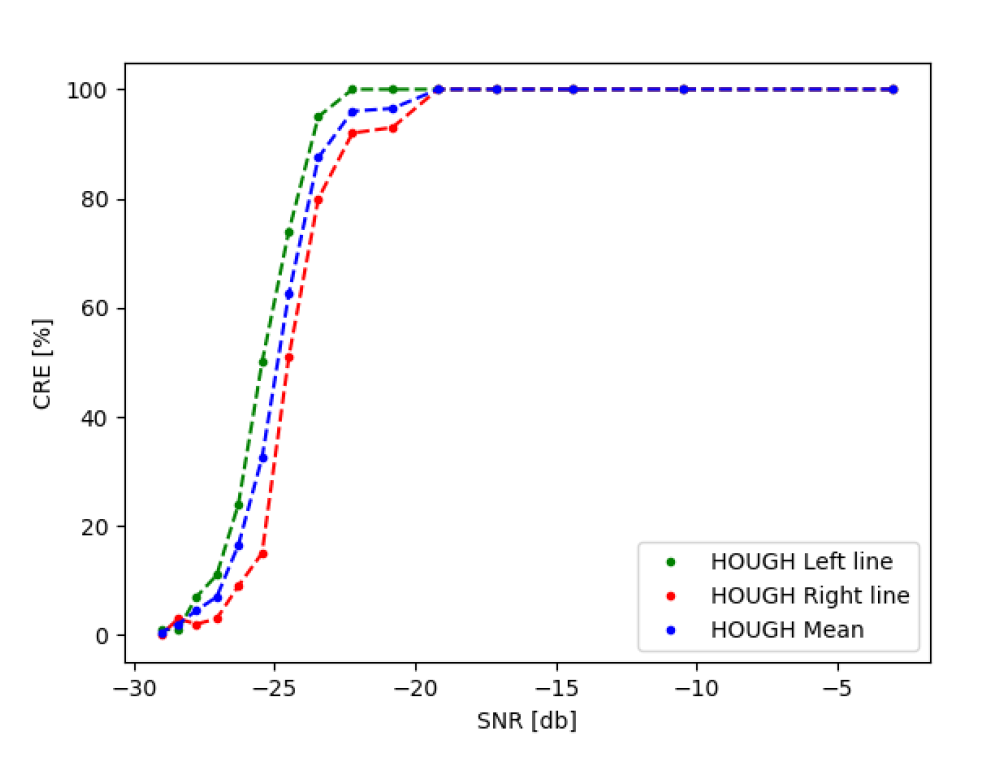 100
80
60
40
20
0
CRE [%]
HOUGH Left line
HOUGH Right line
HOUGH Mean
−30 −25 −20 −15 −10 −5
SNR [db]